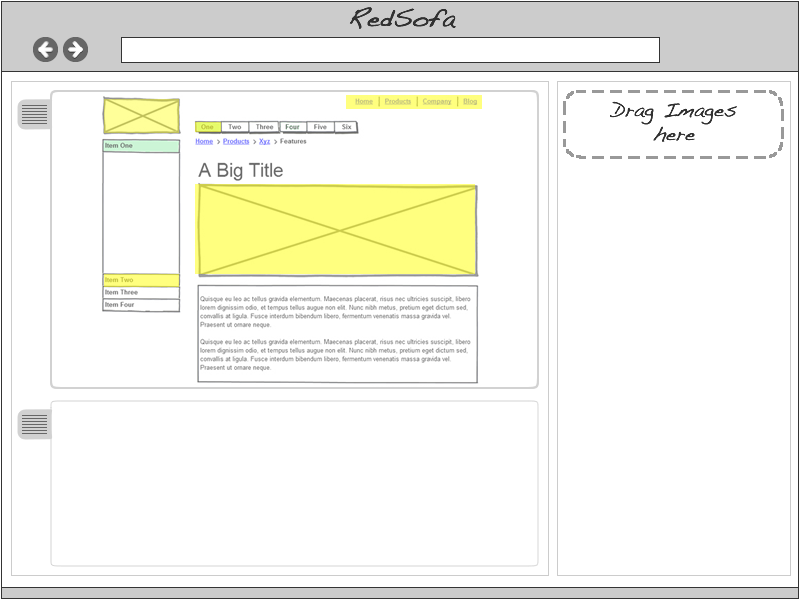 RedSofa
Home Products Company Blog
One Two Three Four Five Six
Home > Products > Xyz > Features
Item One
Item Two
Item Three
Item Four
A Big Title
Quisque eu leo ac tellus gravida elementum. Maecenas placerat, risus nec ultricies suscipit, libero
lorem dignissim odio, et tempus tellus augue non elit. Nunc nibh metus, pretium eget dictum sed,
convallis at ligula. Fusce interdum bibendum libero, fermentum venenatis massa gravida vel.
Praesent ut ornare neque.
Quisque eu leo ac tellus gravida elementum. Maecenas placerat, risus nec ultricies suscipit, libero
lorem dignissim odio, et tempus tellus augue non elit. Nunc nibh metus, pretium eget dictum sed,
convallis at ligula. Fusce interdum bibendum libero, fermentum venenatis massa gravida vel.
Praesent ut ornare neque.
Drag Images
here